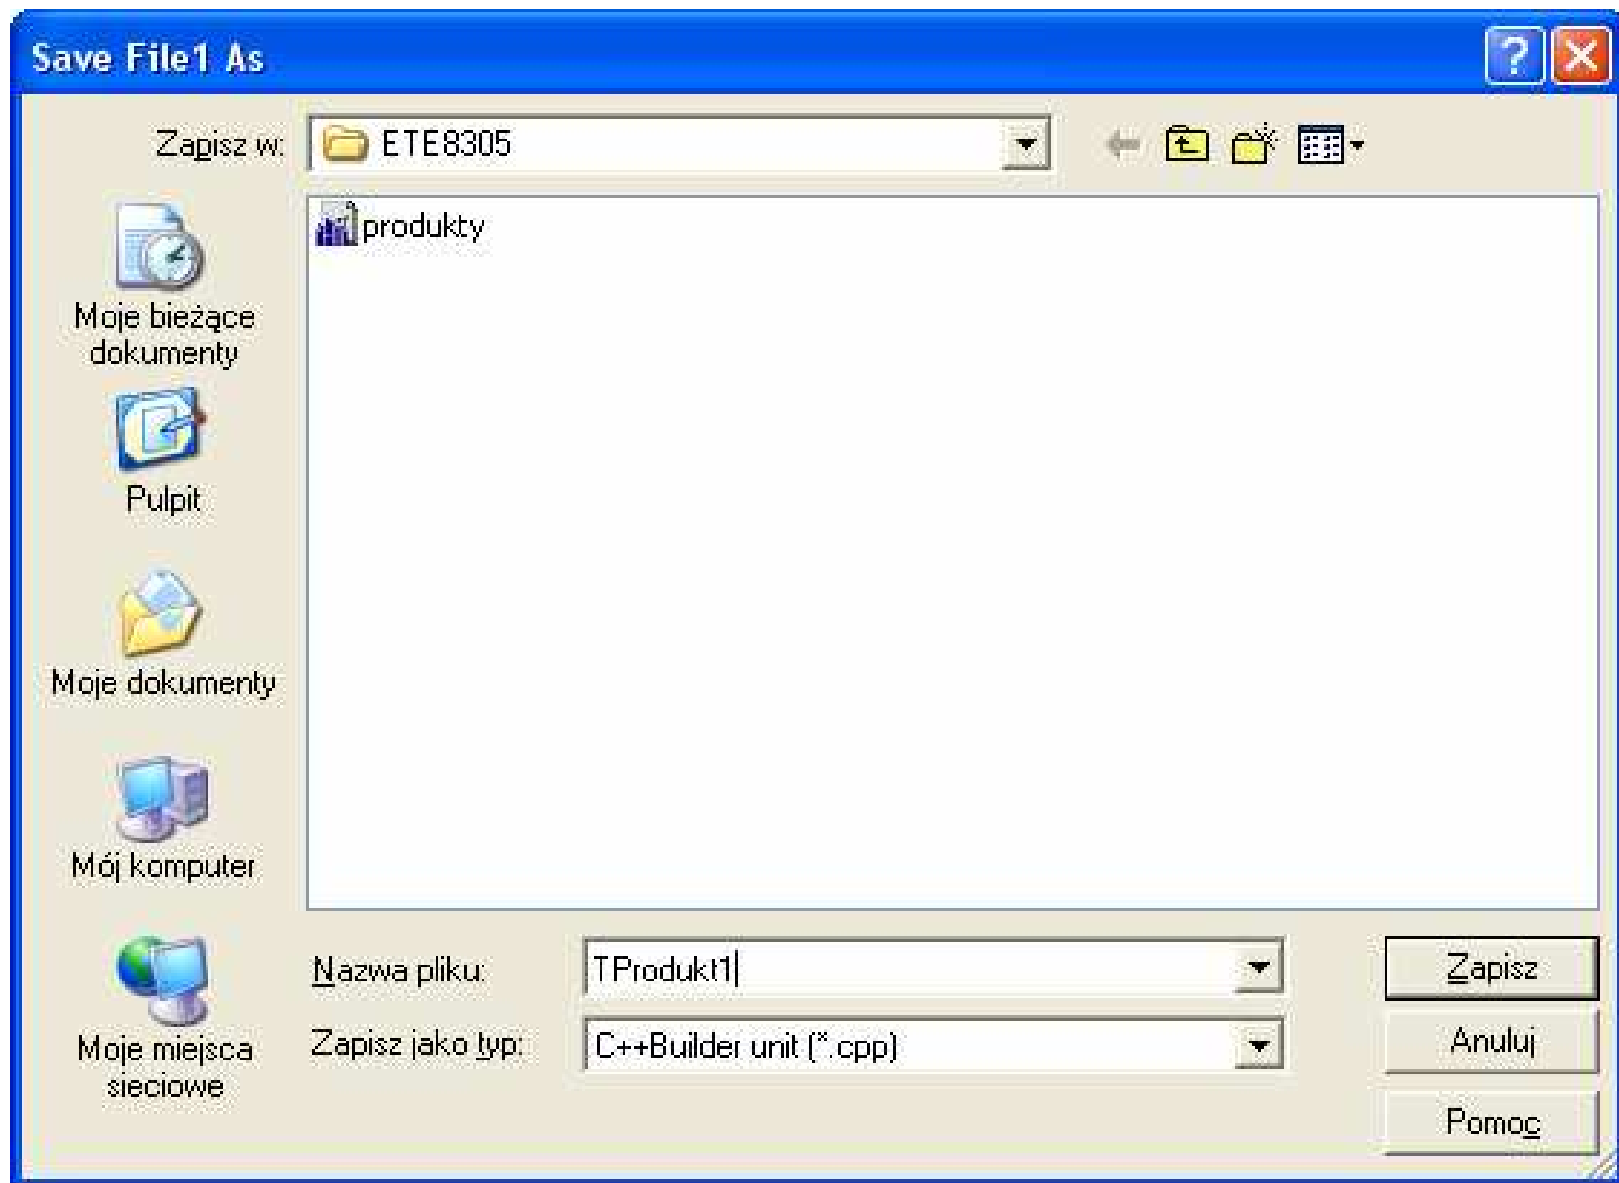 Save File1 As
Zapisz w:
ETE8305
produkty
Moje bieżące
dokumenty
Pulpit
Moje dokumenty
Mój komputer
Moje miejsca
sieciowe
Nazwa pliku:
TProdukt1
Zapisz
Zapisz jako typ:
C++Builder unit (*.cpp)
Anuluj
Pomoc